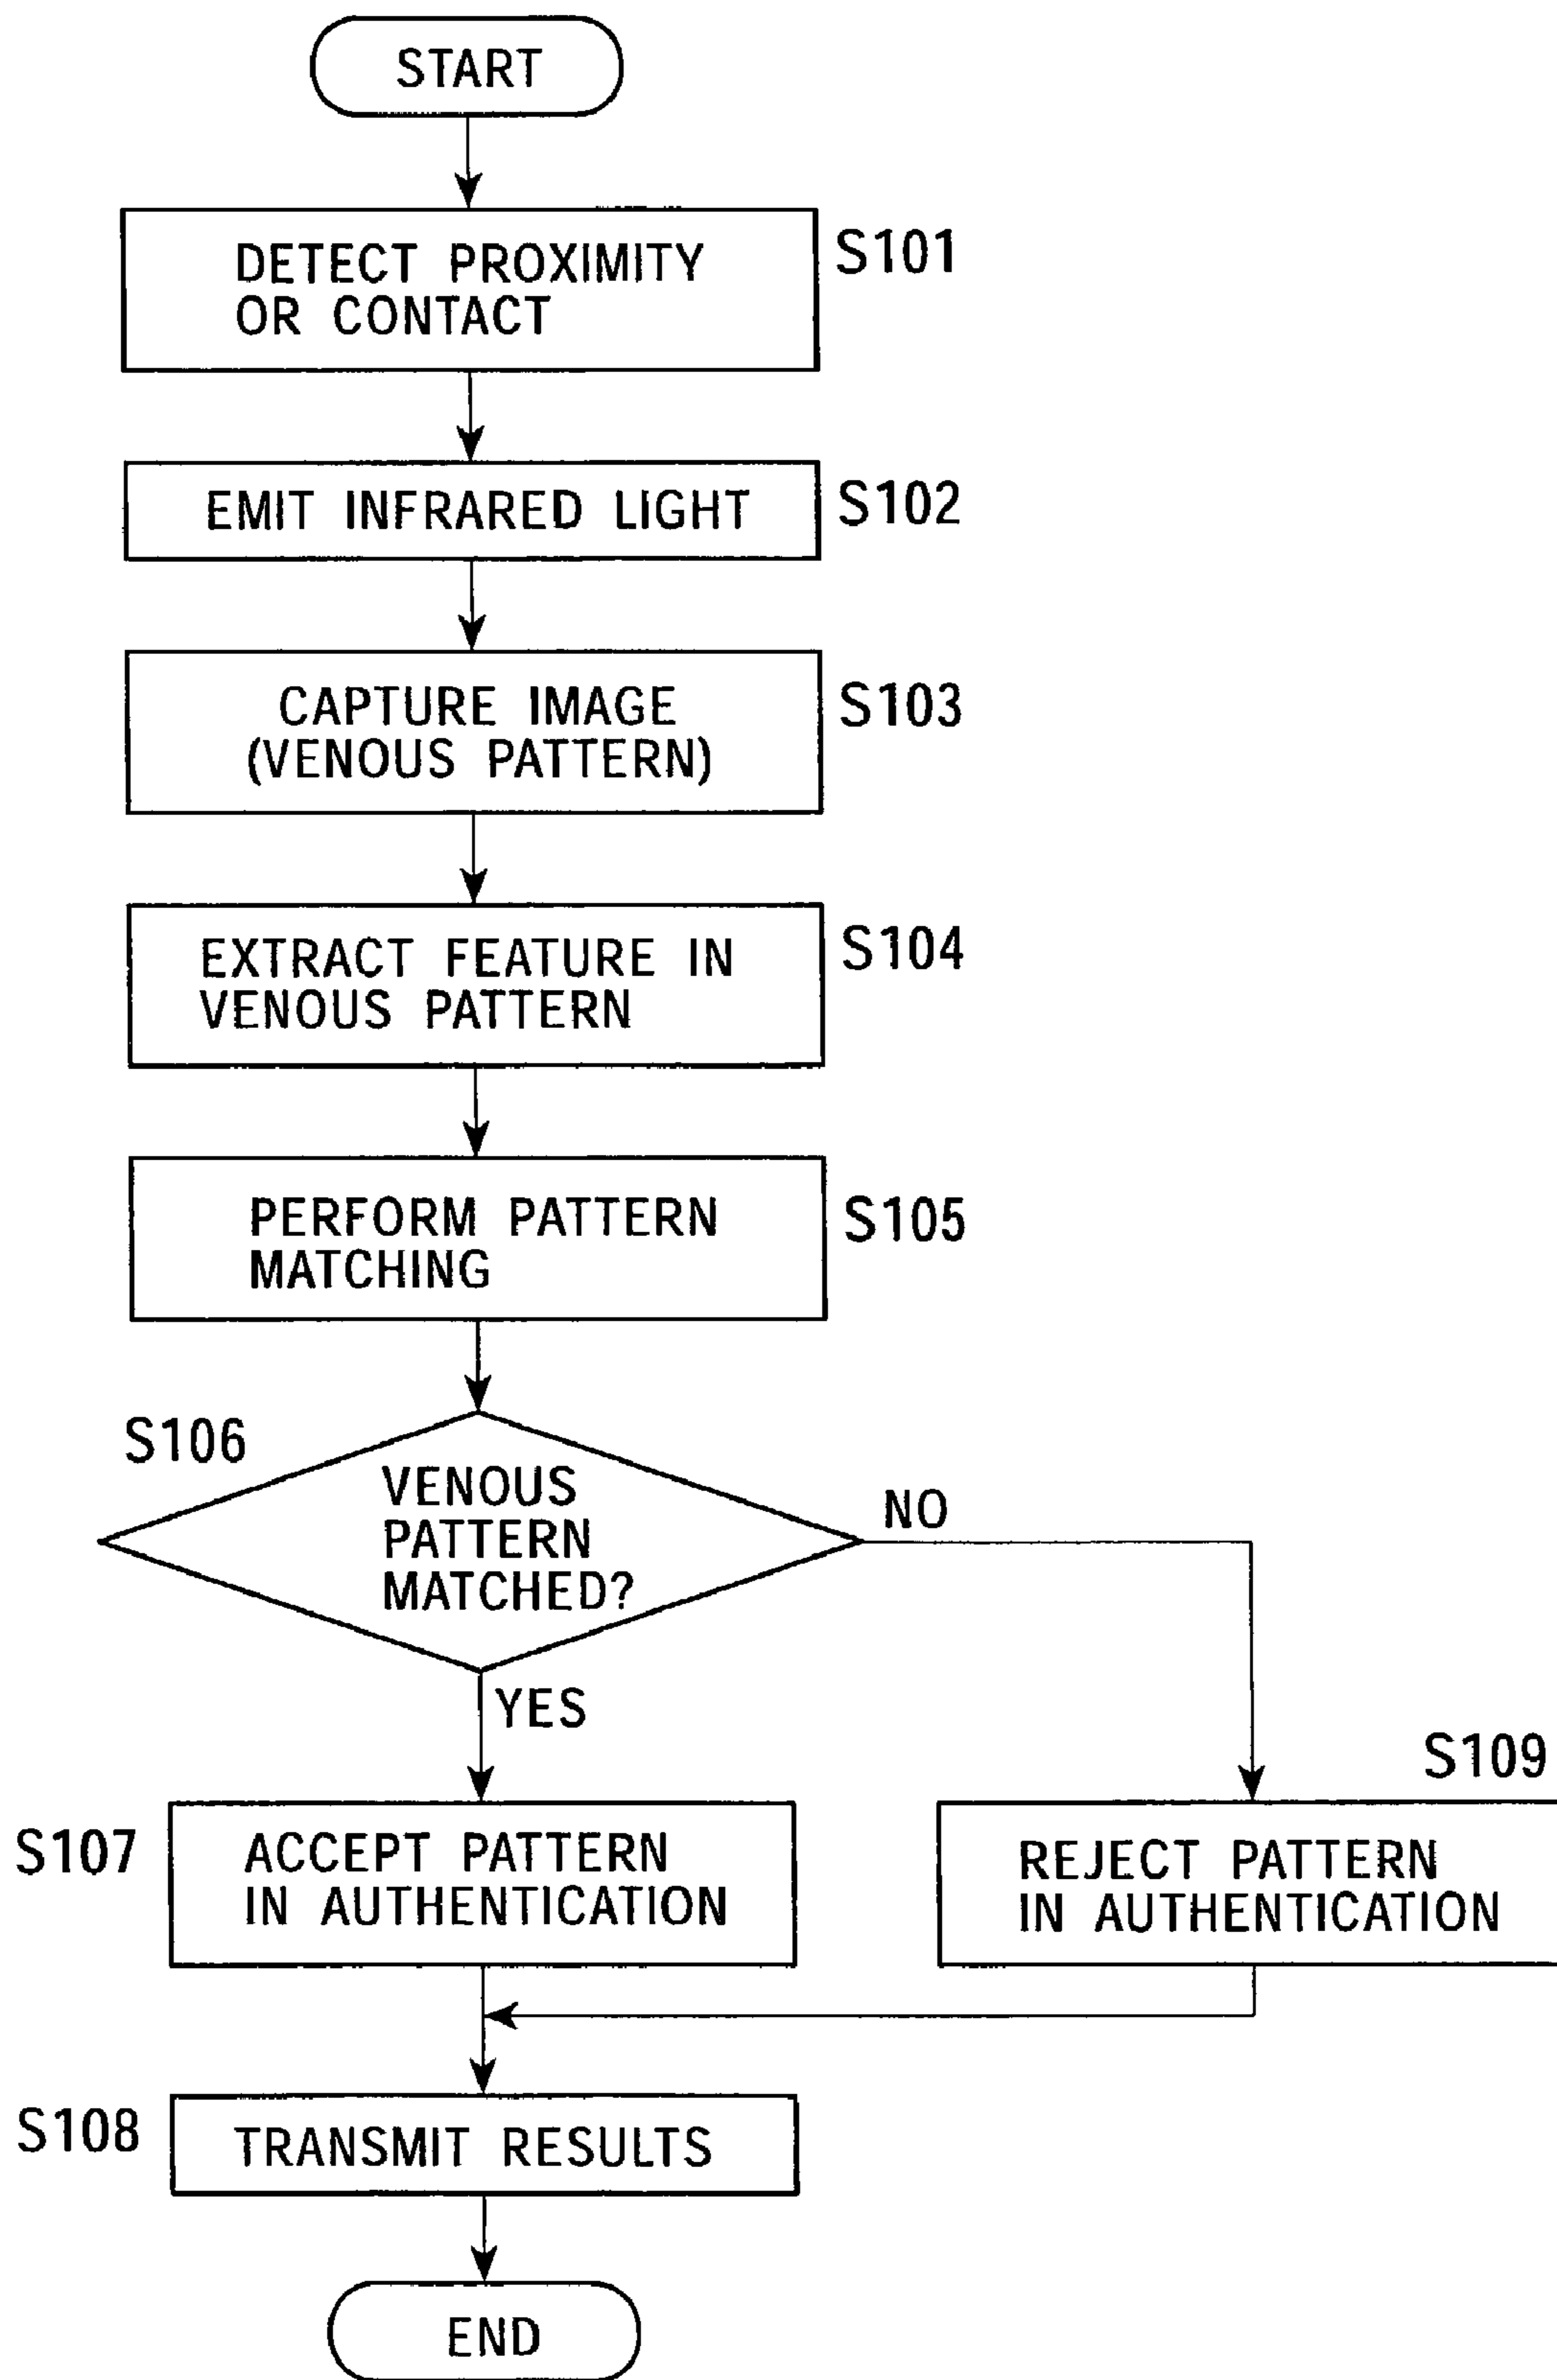 START
DETECT PROXIMITY
OR CONTACT
S101
EMIT INFRARED LIGHT
S102
CAPTURE IMAGE
(VENOUS PATTERN)
S103
EXTRACT FEATURE IN
VENOUS PATTERN
S104
PERFORM PATTERN
MATCHING
S105
S106
VENOUS
PATTERN
MATCHED?
NO
YES
S107
ACCEPT PATTERN
IN AUTHENTICATION
S109
REJECT PATTERN
IN AUTHENTICATION
S108
TRANSMIT RESULTS
END